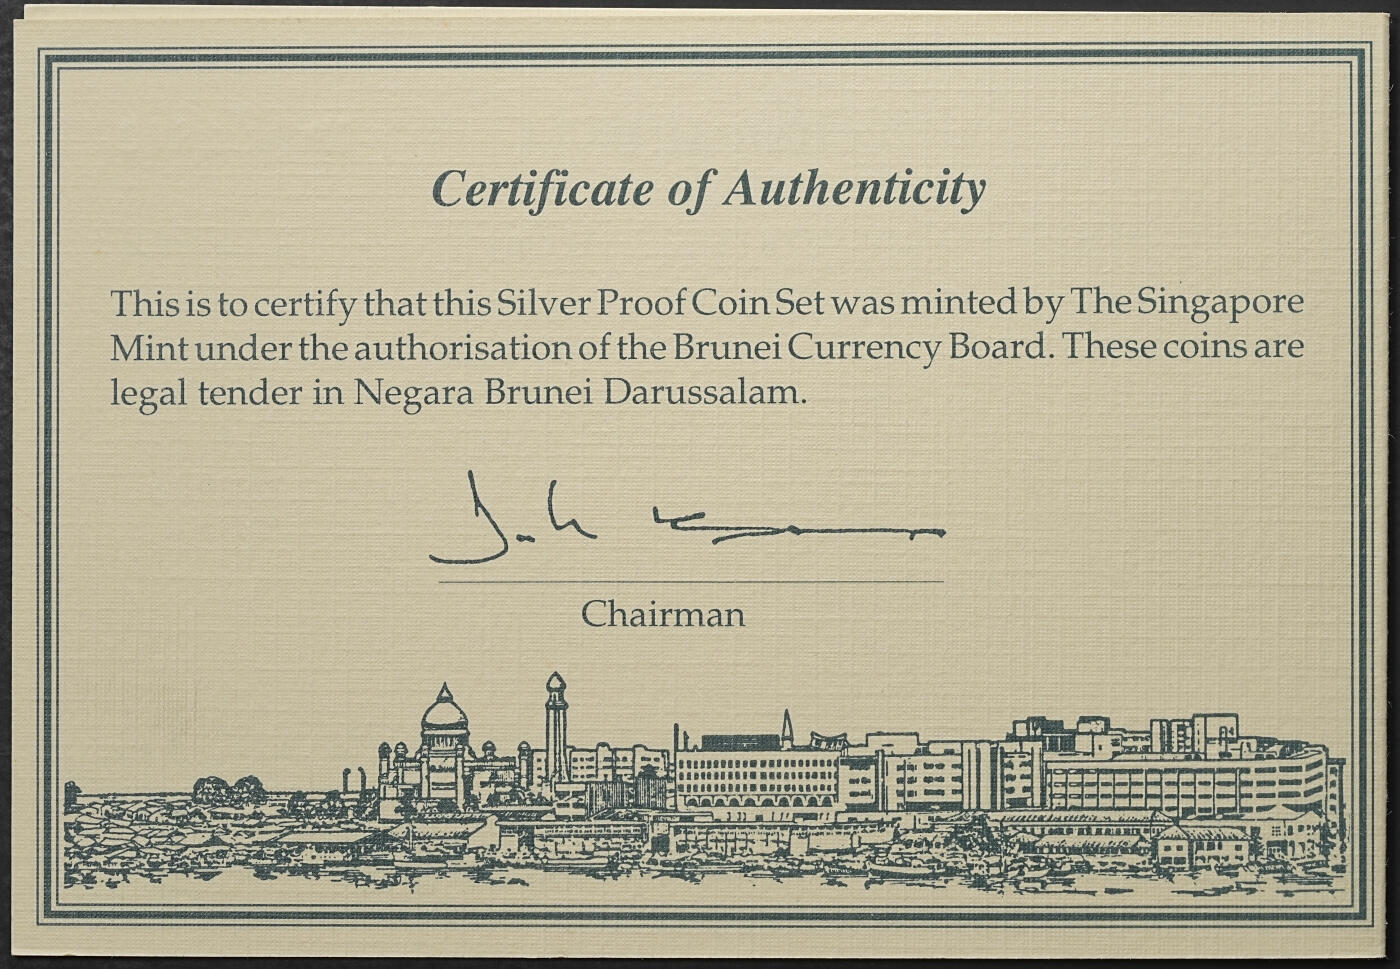 Certificate of Authenticity
This is to certify that this Silver Proof Coin Set was minted by The Singapore
Mint under the authorisation of the Brunei Currency Board. These coins are
legal tender in Negara Brunei Darussalam.
Chairman